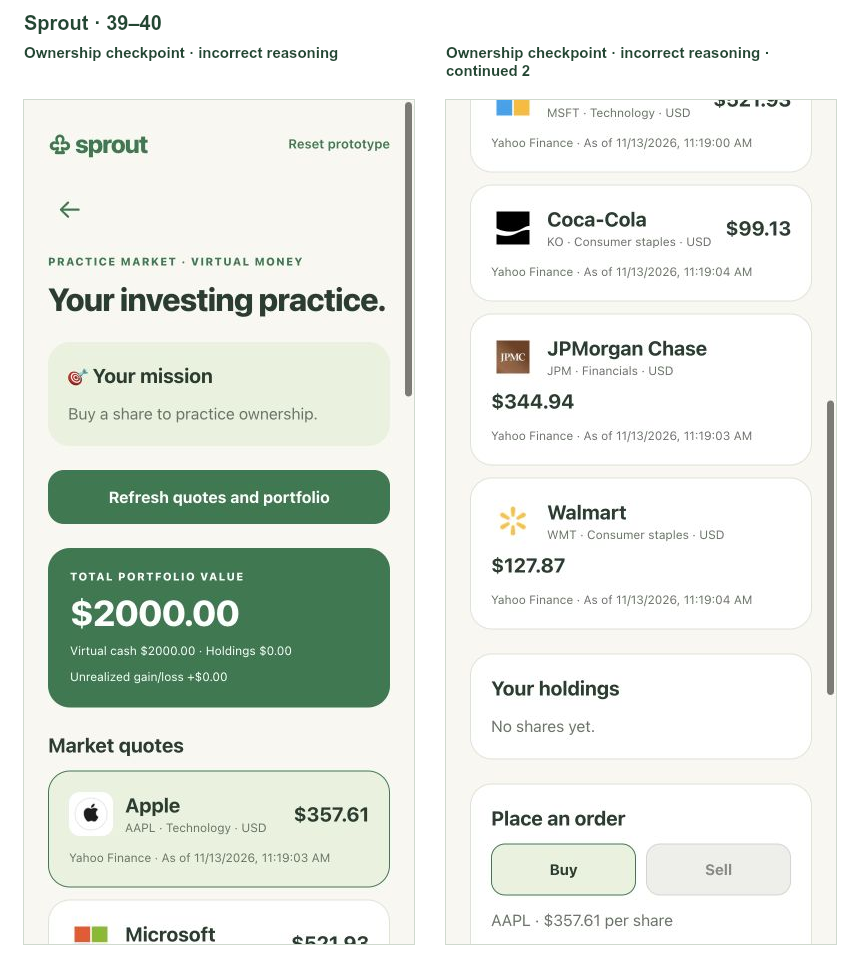 Sprout · 39–40
Ownership checkpoint · incorrect reasoning
sprout
Reset prototype
PRACTICE MARKET · VIRTUAL MONEY
Your investing practice.
Your mission
Buy a share to practice ownership.
Refresh quotes and portfolio
TOTAL PORTFOLIO VALUE
$2000.00
Virtual cash $2000.00 · Holdings $0.00
Unrealized gain/loss +$0.00
Market quotes
Apple
$357.61
AAPL · Technology · USD
Yahoo Finance · As of 11/13/2026, 11:19:03 AM
Microsoft
$521.93
Ownership checkpoint · incorrect reasoning ·
continued 2
$521.93
MSFT · Technology · USD
Yahoo Finance · As of 11/13/2026, 11:19:00 AM
Coca-Cola
$99.13
KO · Consumer staples · USD
Yahoo Finance · As of 11/13/2026, 11:19:04 AM
JPMC
JPMorgan Chase
JPM · Financials · USD
$344.94
Yahoo Finance · As of 11/13/2026, 11:19:03 AM
Walmart
WMT · Consumer staples · USD
$127.87
Yahoo Finance · As of 11/13/2026, 11:19:04 AM
Your holdings
No shares yet.
Place an order
Buy
Sell
AAPL · $357.61 per share